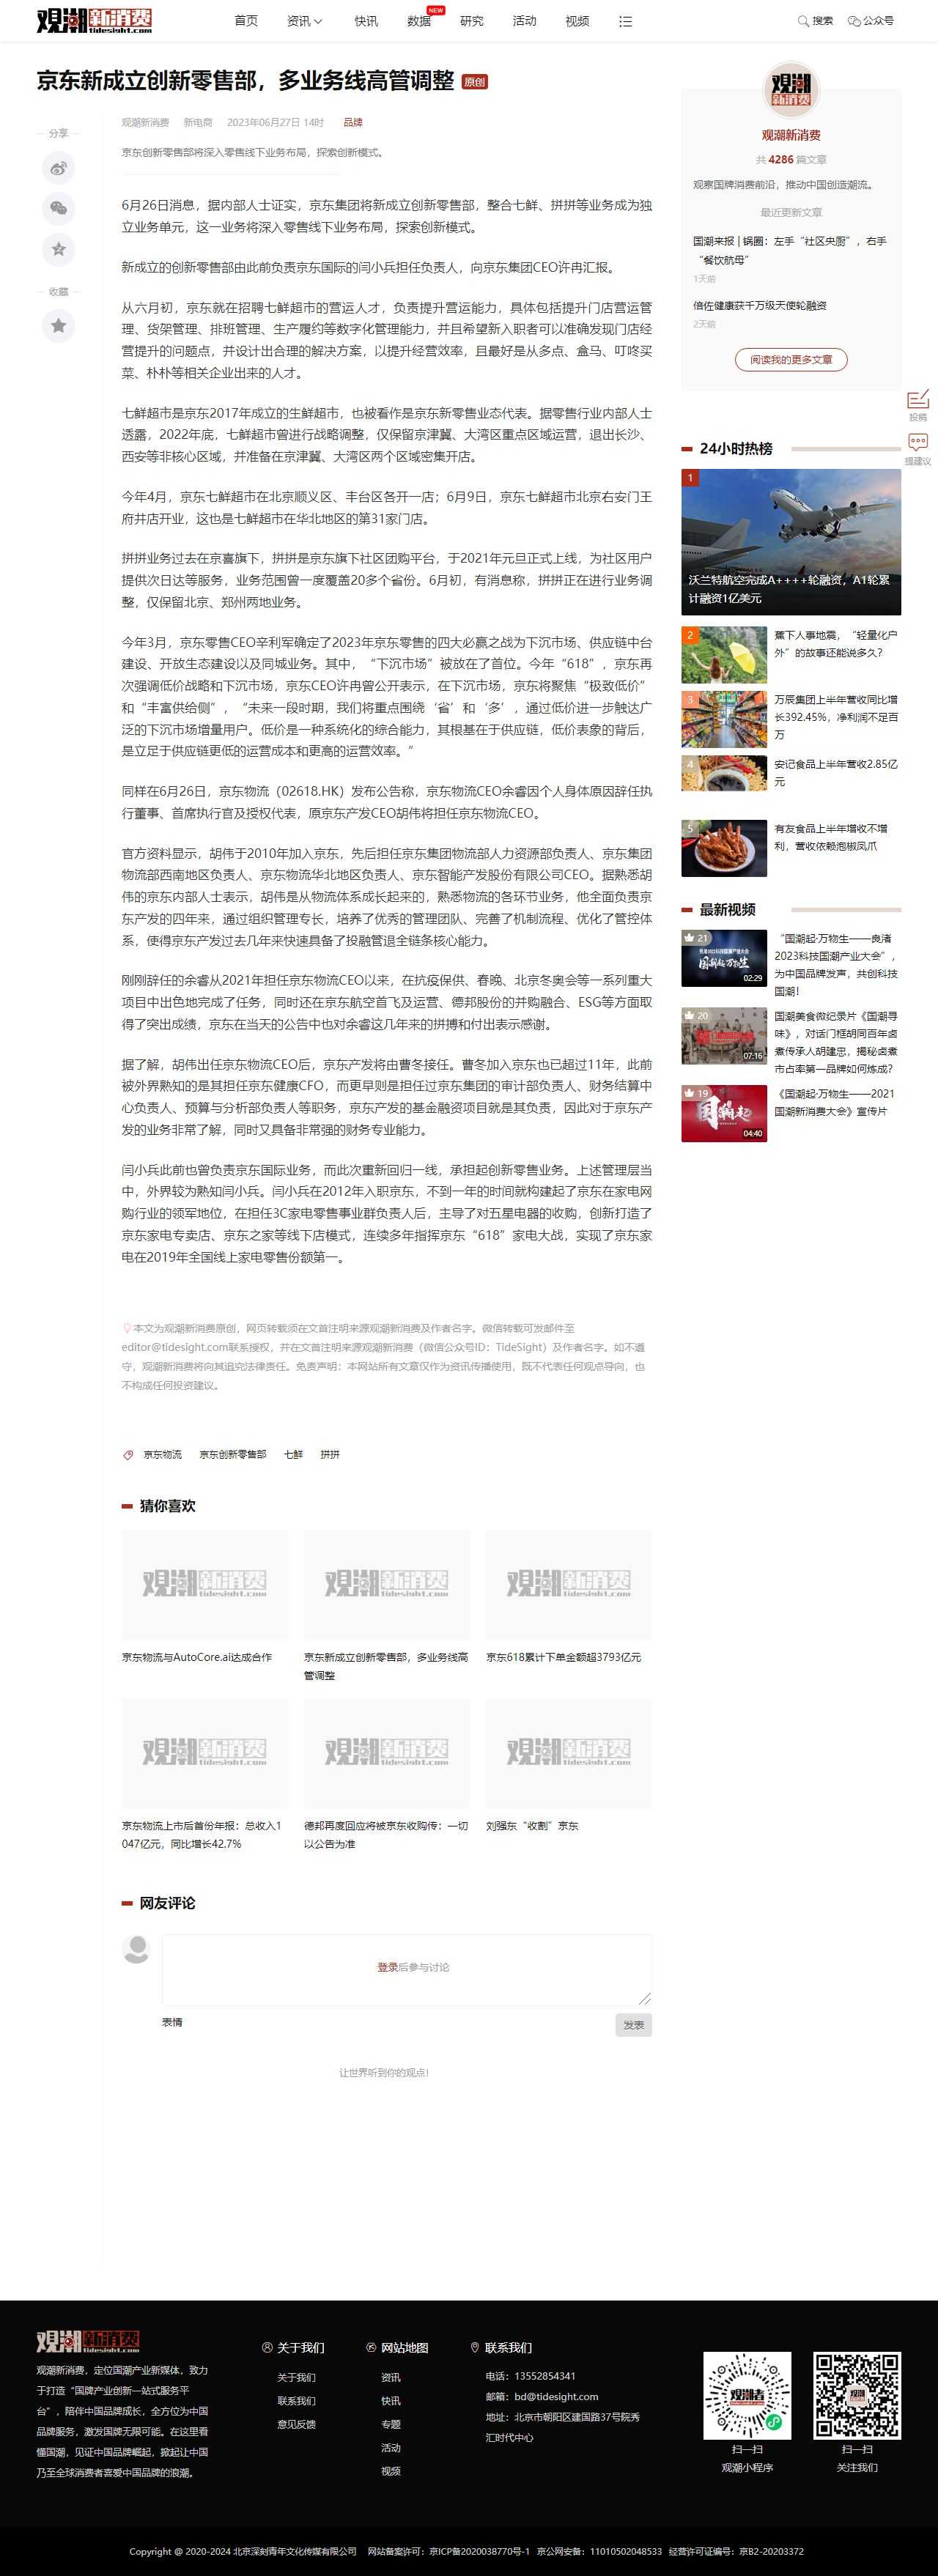 观潮新消费
tidesight.com
首页
资讯
快讯
数据
NEW
研究
活动
视频
搜索
公众号
京东新成立创新零售部，多业务线高管调整 原创
分享
收藏
观潮新消费 新电商 2023年06月27日 14时 品牌
京东创新零售部将深入零售线下业务布局，探索创新模式。
6月26日消息，据内部人士证实，京东集团将新成立创新零售部，整合七鲜、拼拼等业务成为独
立业务单元，这一业务将深入零售线下业务布局，探索创新模式。
新成立的创新零售部由此前负责京东国际的闫小兵担任负责人，向京东集团CEO许冉汇报。
从六月初，京东就在招聘七鲜超市的营运人才，负责提升营运能力，具体包括提升门店营运管
理、货架管理、排班管理、生产履约等数字化管理能力，并且希望新入职者可以准确发现门店经
营提升的问题点，并设计出合理的解决方案，以提升经营效率，且最好是从多点、盒马、叮咚买
菜、朴朴等相关企业出来的人才。
七鲜超市是京东2017年成立的生鲜超市，也被看作是京东新零售业态代表。据零售行业内部人士
透露，2022年底，七鲜超市曾进行战略调整，仅保留京津冀、大湾区重点区域运营，退出长沙、
西安等非核心区域，并准备在京津冀、大湾区两个区域密集开店。
今年4月，京东七鲜超市在北京顺义区、丰台区各开一店；6月9日，京东七鲜超市北京右安门王
府井店开业，这也是七鲜超市在华北地区的第31家门店。
拼拼业务过去在京喜旗下，拼拼是京东旗下社区团购平台，于2021年元旦正式上线，为社区用户
提供次日达等服务，业务范围曾一度覆盖20多个省份。6月初，有消息称，拼拼正在进行业务调
整，仅保留北京、郑州两地业务。
今年3月，京东零售CEO辛利军确定了2023年京东零售的四大必赢之战为下沉市场、供应链中台
建设、开放生态建设以及同城业务。其中，“下沉市场”被放在了首位。今年“618”，京东再
次强调低价战略和下沉市场，京东CEO许冉曾公开表示，在下沉市场，京东将聚焦“极致低价”
和“丰富供给侧”，“未来一段时期，我们将重点围绕‘省’和‘多’，通过低价进一步触达广
泛的下沉市场增量用户。低价是一种系统化的综合能力，其根基在于供应链，低价表象的背后，
是立足于供应链更低的运营成本和更高的运营效率。”
同样在6月26日，京东物流（02618.HK）发布公告称，京东物流CEO余睿因个人身体原因辞任执
行董事、首席执行官及授权代表，原京东产发CEO胡伟将担任京东物流CEO。
官方资料显示，胡伟于2010年加入京东，先后担任京东集团物流部人力资源部负责人、京东集团
物流部西南地区负责人、京东物流华北地区负责人、京东智能产发股份有限公司CEO。据熟悉胡
伟的京东内部人士表示，胡伟是从物流体系成长起来的，熟悉物流的各环节业务，他全面负责京
东产发的四年来，通过组织管理专长，培养了优秀的管理团队、完善了机制流程、优化了管控体
系，使得京东产发过去几年来快速具备了投融管退全链条核心能力。
刚刚辞任的余睿从2021年担任京东物流CEO以来，在抗疫保供、春晚、北京冬奥会等一系列重大
项目中出色地完成了任务，同时还在京东航空首飞及运营、德邦股份的并购融合、ESG等方面取
得了突出成绩，京东在当天的公告中也对余睿这几年来的拼搏和付出表示感谢。
据了解，胡伟出任京东物流CEO后，京东产发将由曹冬接任。曹冬加入京东也已超过11年，此前
被外界熟知的是其担任京东健康CFO，而更早则是担任过京东集团的审计部负责人、财务结算中
心负责人、预算与分析部负责人等职务，京东产发的基金融资项目就是其负责，因此对于京东产
发的业务非常了解，同时又具备非常强的财务专业能力。
闫小兵此前也曾负责京东国际业务，而此次重新回归一线，承担起创新零售业务。上述管理层当
中，外界较为熟知闫小兵。闫小兵在2012年入职京东，不到一年的时间就构建起了京东在家电网
购行业的领军地位，在担任3C家电零售事业群负责人后，主导了对五星电器的收购，创新打造了
京东家电专卖店、京东之家等线下店模式，连续多年指挥京东“618”家电大战，实现了京东家
电在2019年全国线上家电零售份额第一。
本文为观潮新消费原创，网页转载须在文首注明来源观潮新消费及作者名字。微信转载可发邮件至
editor@tidesight.com联系授权，并在文首注明来源观潮新消费（微信公众号ID：TideSight）及作者名字。如不遵
守，观潮新消费将向其追究法律责任。免责声明：本网站所有文章仅作为资讯传播使用，既不代表任何观点导向，也
不构成任何投资建议。
京东物流 京东创新零售部 七鲜 拼拼
猜你喜欢
观潮新消费 tidesight.com
观潮新消费 tidesight.com
观潮新消费 tidesight.com
京东物流与AutoCore.ai达成合作
京东新成立创新零售部，多业务线高
管调整
京东618累计下单金额超3793亿元
观潮新消费 tidesight.com
观潮新消费 tidesight.com
观潮新消费 tidesight.com
京东物流上市后首份年报：总收入1
047亿元，同比增长42.7%
德邦再度回应将被京东收购传：一切
以公告为准
刘强东“收割”京东
网友评论
登录后参与讨论
表情
发表
让世界听到你的观点!
观潮
新消费
观潮新消费
共 4286 篇文章
观察国牌消费前沿，推动中国创造潮流。
最近更新文章
国潮来报 | 锅圈：左手“社区央厨”，右手
“餐饮航母”
1天前
倍佐健康获千万级天使轮融资
2天前
阅读我的更多文章
投稿
提建议
24小时热榜
1
沃兰特航空完成A++++轮融资，A1轮累
计融资1亿美元
2
蕉下人事地震，“轻量化户
外”的故事还能说多久？
3
万辰集团上半年营收同比增
长392.45%，净利润不足百
万
4
安记食品上半年营收2.85亿
元
5
有友食品上半年增收不增
利，营收依赖泡椒凤爪
最新视频
21
国潮起万物生
02:29
“国潮起·万物生——良渚
2023科技国潮产业大会”，
为中国品牌发声，共创科技
国潮！
20
07:16
国潮美食微纪录片《国潮寻
味》，对话门框胡同百年卤
煮传承人胡建忠，揭秘卤煮
市占率第一品牌如何炼成？
19
国潮起
04:40
《国潮起·万物生——2021
国潮新消费大会》宣传片
观潮新消费
tidesight.com
观潮新消费，定位国潮产业新媒体，致力
于打造“国牌产业创新一站式服务平
台”，陪伴中国品牌成长，全方位为中国
品牌服务，激发国牌无限可能。在这里看
懂国潮，见证中国品牌崛起，掀起让中国
乃至全球消费者喜爱中国品牌的浪潮。
关于我们
关于我们
联系我们
意见反馈
网站地图
资讯
快讯
专题
活动
视频
联系我们
电话：13552854341
邮箱：bd@tidesight.com
地址：北京市朝阳区建国路37号院秀
汇时代中心
观潮者
扫一扫
观潮小程序
扫一扫
关注我们
Copyright @ 2020-2024 北京深刻青年文化传媒有限公司 网站备案许可：京ICP备2020038770号-1 京公网安备：11010502048533 经营许可证编号：京B2-20203372